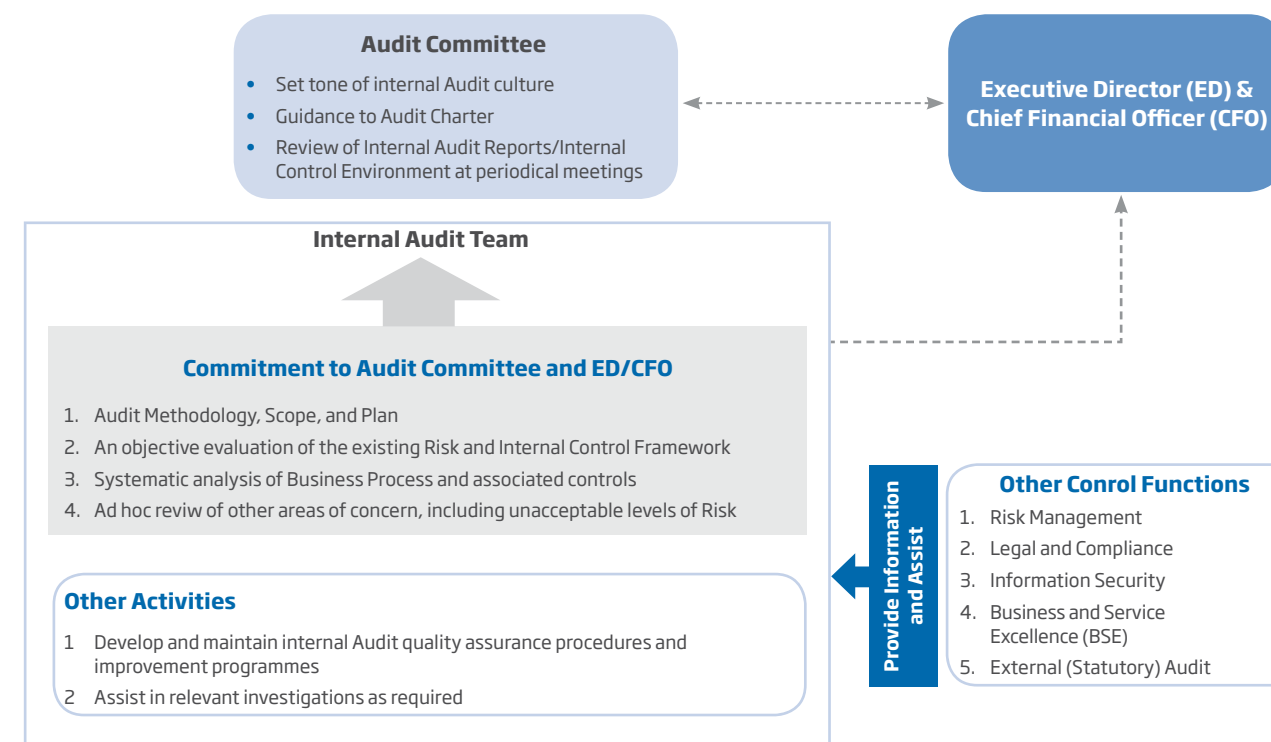 Audit Committee
• Set tone of internal Audit culture
• Guidance to Audit Charter
• Review of Internal Audit Reports/Internal
Control Environment at periodical meetings
Executive Director (ED) &
Chief Financial Officer (CFO)
Internal Audit Team
Commitment to Audit Committee and ED/CFO
1. Audit Methodology, Scope, and Plan
2. An objective evaluation of the existing Risk and Internal Control Framework
3. Systematic analysis of Business Process and associated controls
4. Ad hoc reviw of other areas of concern, including unacceptable levels of Risk
Other Activities
1 Develop and maintain internal Audit quality assurance procedures and
improvement programmes
2 Assist in relevant investigations as required
Provide Information
and Assist
Other Conrol Functions
1. Risk Management
2. Legal and Compliance
3. Information Security
4. Business and Service
Excellence (BSE)
5. External (Statutory) Audit